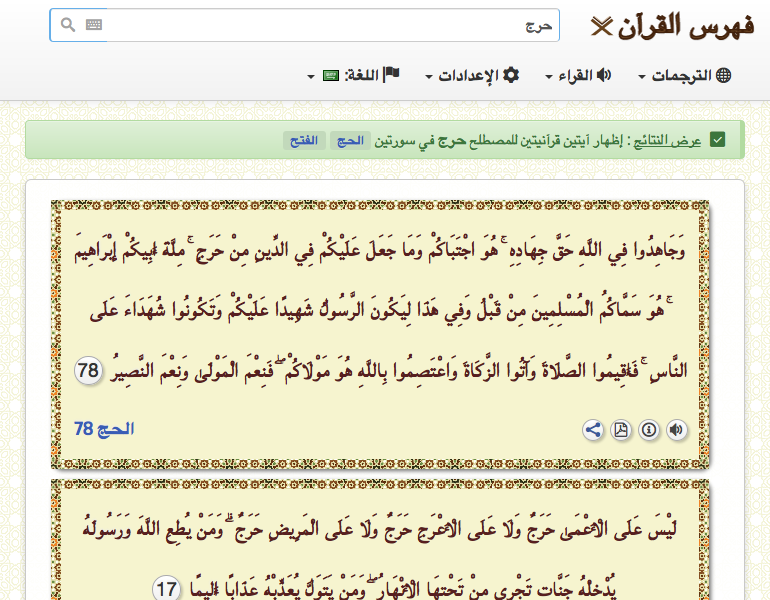 فهرس القرآن
حرج
الترجمات
القراء
الإعدادات
اللغة:
عرض النتائج : إظهار آيتين قرآنيتين للمصطلح حرج في سورتين الحج الفتح
وَجَاهِدُوا فِي اللَّهِ حَقَّ جِهَادِهِ ۚ هُوَ اجْتَبَاكُمْ وَمَا جَعَلَ عَلَيْكُمْ فِي الدِّينِ مِنْ حَرَجٍ ۚ مِلَّةَ أَبِيكُمْ إِبْرَاهِيمَ
ۚ هُوَ سَمَّاكُمُ الْمُسْلِمِينَ مِنْ قَبْلُ وَفِي هَذَا لِيَكُونَ الرَّسُولُ شَهِيدًا عَلَيْكُمْ وَتَكُونُوا شُهَدَاءَ عَلَى
النَّاسِ ۚ فَأَقِيمُوا الصَّلَاةَ وَآتُوا الزَّكَاةَ وَاعْتَصِمُوا بِاللَّهِ هُوَ مَوْلَاكُمْ ۖ فَنِعْمَ الْمَوْلَىٰ وَنِعْمَ النَّصِيرُ 78
الحج 78
لَيْسَ عَلَى الْأَعْمَىٰ حَرَجٌ وَلَا عَلَى الْأَعْرَجِ حَرَجٌ وَلَا عَلَى الْمَرِيضِ حَرَجٌ ۗ وَمَنْ يُطِعِ اللَّهَ وَرَسُولَهُ
يُدْخِلْهُ جَنَّاتٍ تَجْرِي مِنْ تَحْتِهَا الْأَنْهَارُ ۖ وَمَنْ يَتَوَلَّ يُعَذِّبْهُ عَذَابًا أَلِيمًا 17